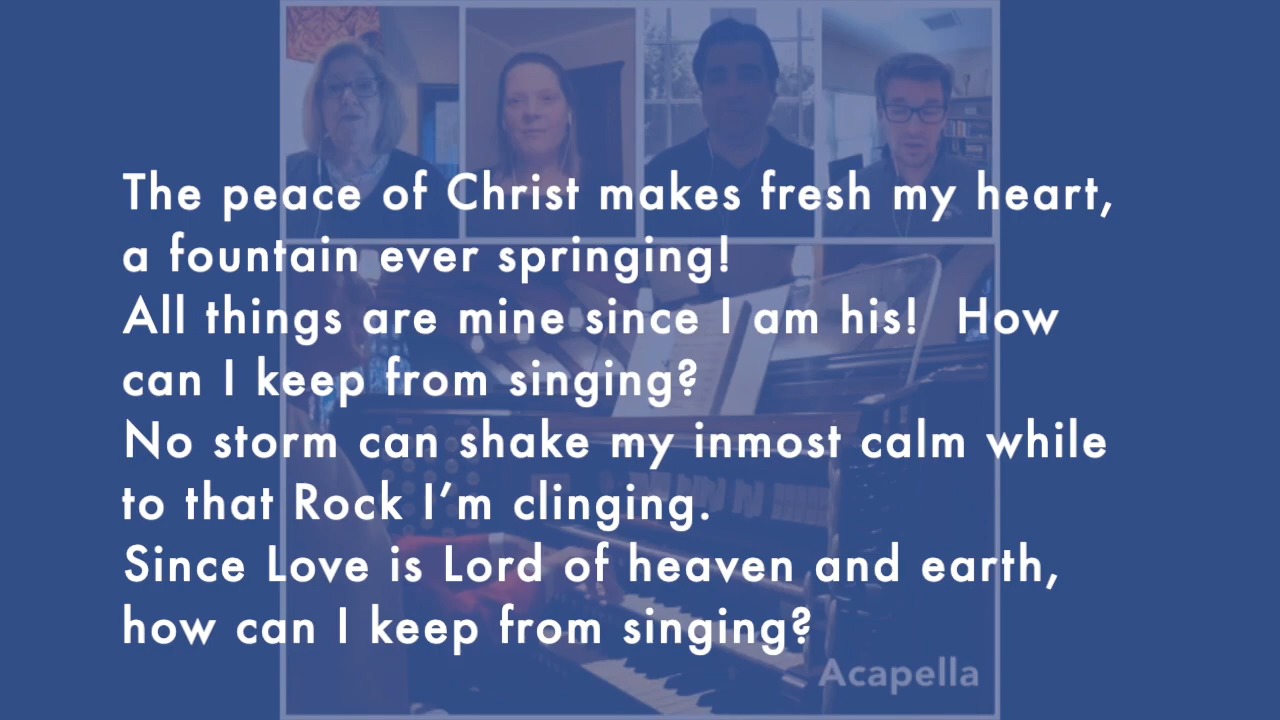 The peace of Christ makes fresh my heart,
a fountain ever springing!
All things are mine since I am his!  How
can I keep from singing?
No storm can shake my inmost calm while
to that Rock I’m clinging.
Since Love is Lord of heaven and earth,
how can I keep from singing?
Acapella